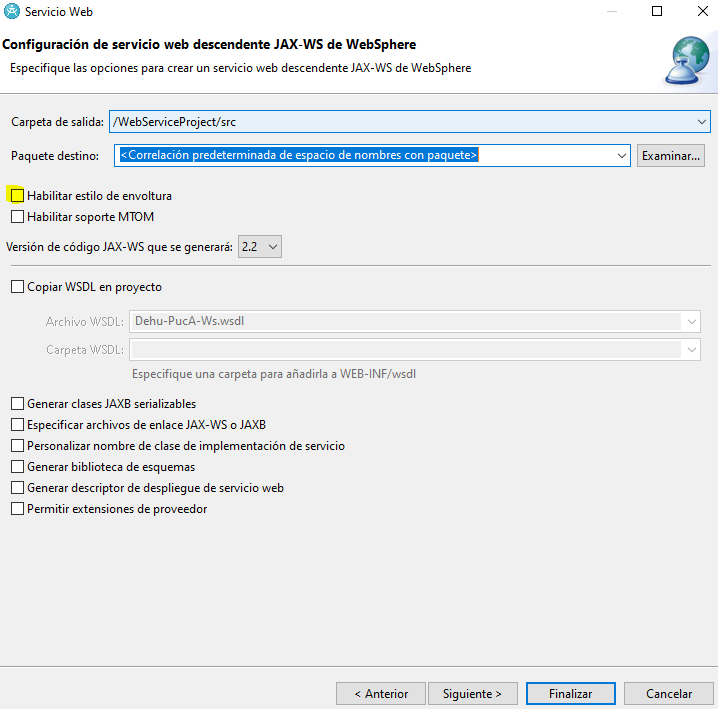 Servicio Web
Configuración de servicio web descendente JAX-WS de WebSphere
Especifique las opciones para crear un servicio web descendente JAX-WS de WebSphere
Carpeta de salida: /WebServiceProject/src
Paquete destino: <Correlación predeterminada de espacio de nombres con paquete> Examinar...
Habilitar estilo de envoltura
Habilitar soporte MTOM
Versión de código JAX-WS que se generará: 2.2
Copiar WSDL en proyecto
Archivo WSDL: Dehu-PucA-Ws.wsdl
Carpeta WSDL:
Especifique una carpeta para añadirla a WEB-INF/wsdl
Generar clases JAXB serializables
Especificar archivos de enlace JAX-WS o JAXB
Personalizar nombre de clase de implementación de servicio
Generar biblioteca de esquemas
Generar descriptor de despliegue de servicio web
Permitir extensiones de proveedor
< Anterior Siguiente > Finalizar Cancelar